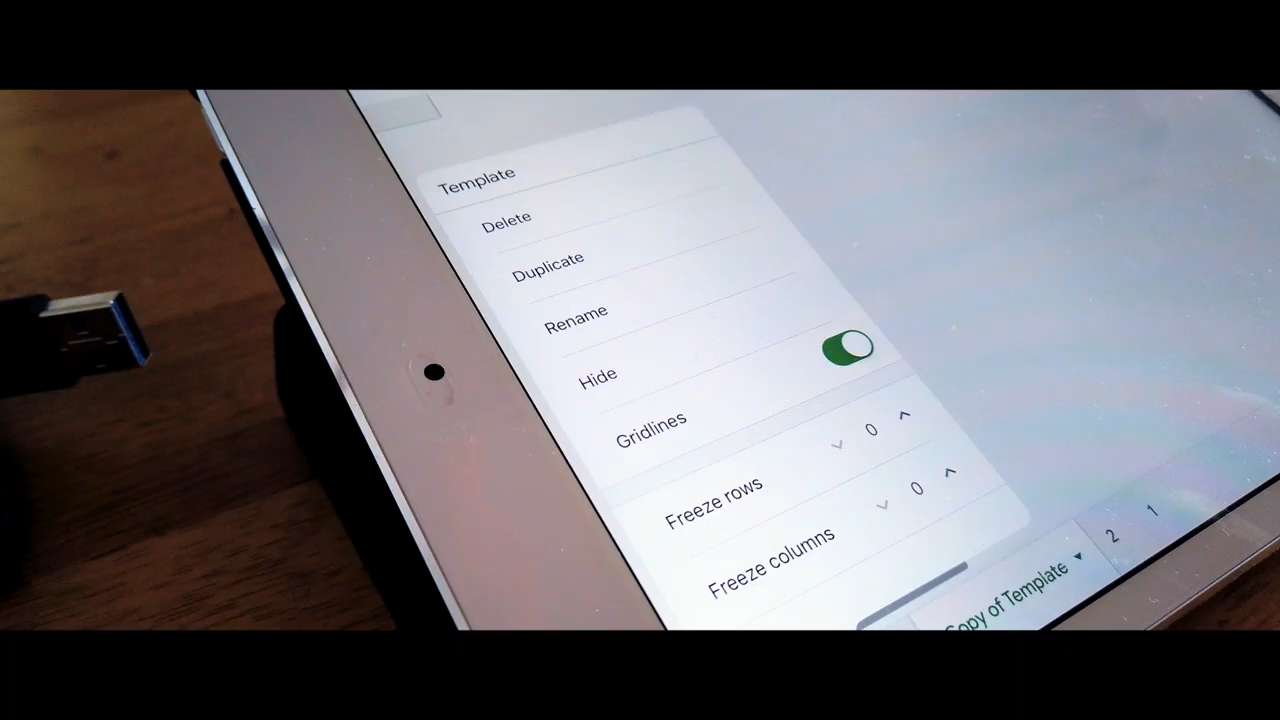 Template
Delete
Duplicate
Rename
Hide
Gridlines
Freeze rows 0
Freeze columns 0
Copy of Template 2 1